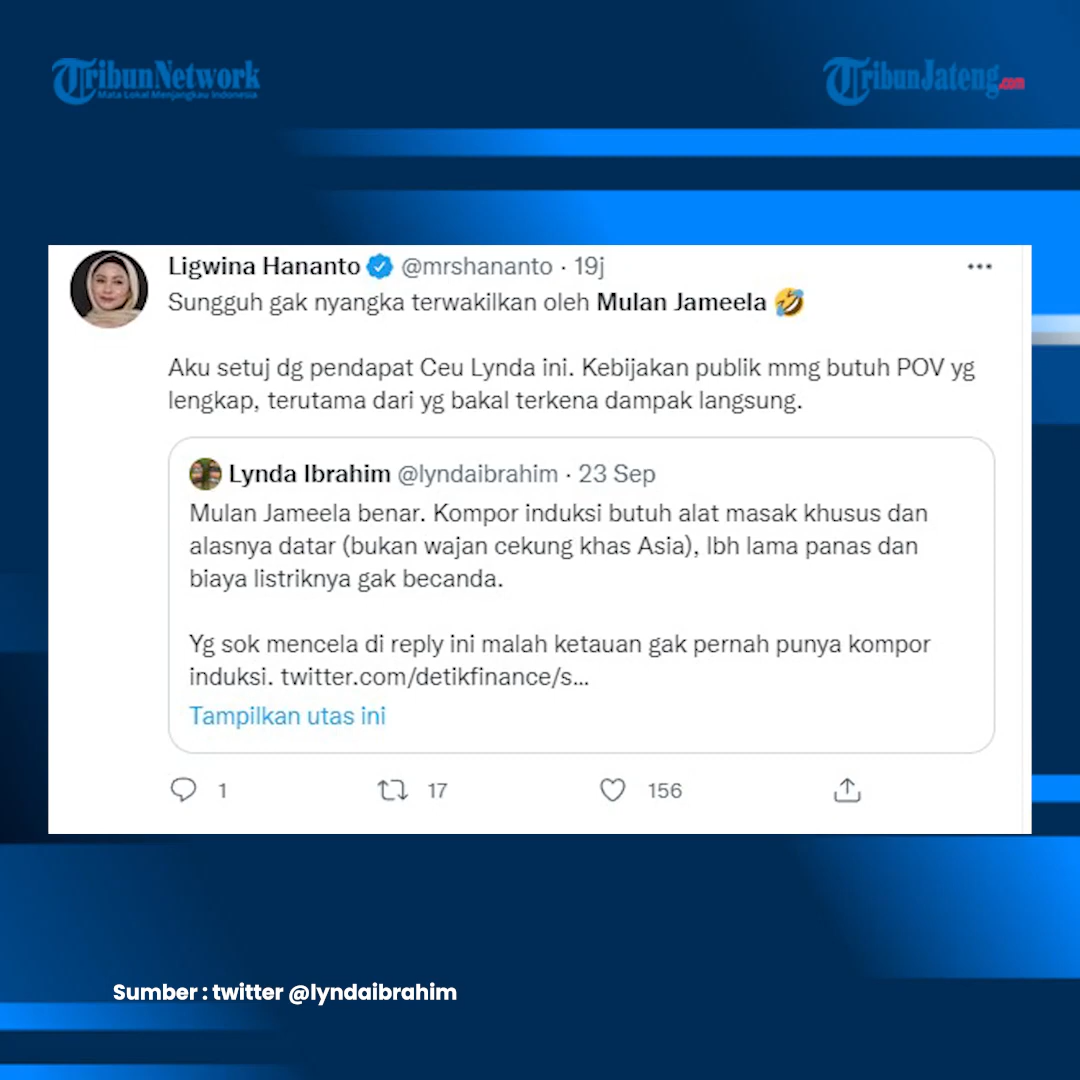 TribunNetwork
Mata Lokal Menjangkau Indonesia
TribunJateng.com
Ligwina Hananto @mrshananto · 19j
Sungguh gak nyangka terwakilkan oleh Mulan Jameela 🤣
Aku setuj dg pendapat Ceu Lynda ini. Kebijakan publik mmg butuh POV yg
lengkap, terutama dari yg bakal terkena dampak langsung.
Lynda Ibrahim @lyndaibrahim · 23 Sep
Mulan Jameela benar. Kompor induksi butuh alat masak khusus dan
alasnya datar (bukan wajan cekung khas Asia), lbh lama panas dan
biaya listriknya gak becanda.
Yg sok mencela di reply ini malah ketauan gak pernah punya kompor
induksi. twitter.com/detikfinance/s...
Tampilkan utas ini
1 17 156
Sumber : twitter @lyndaibrahim